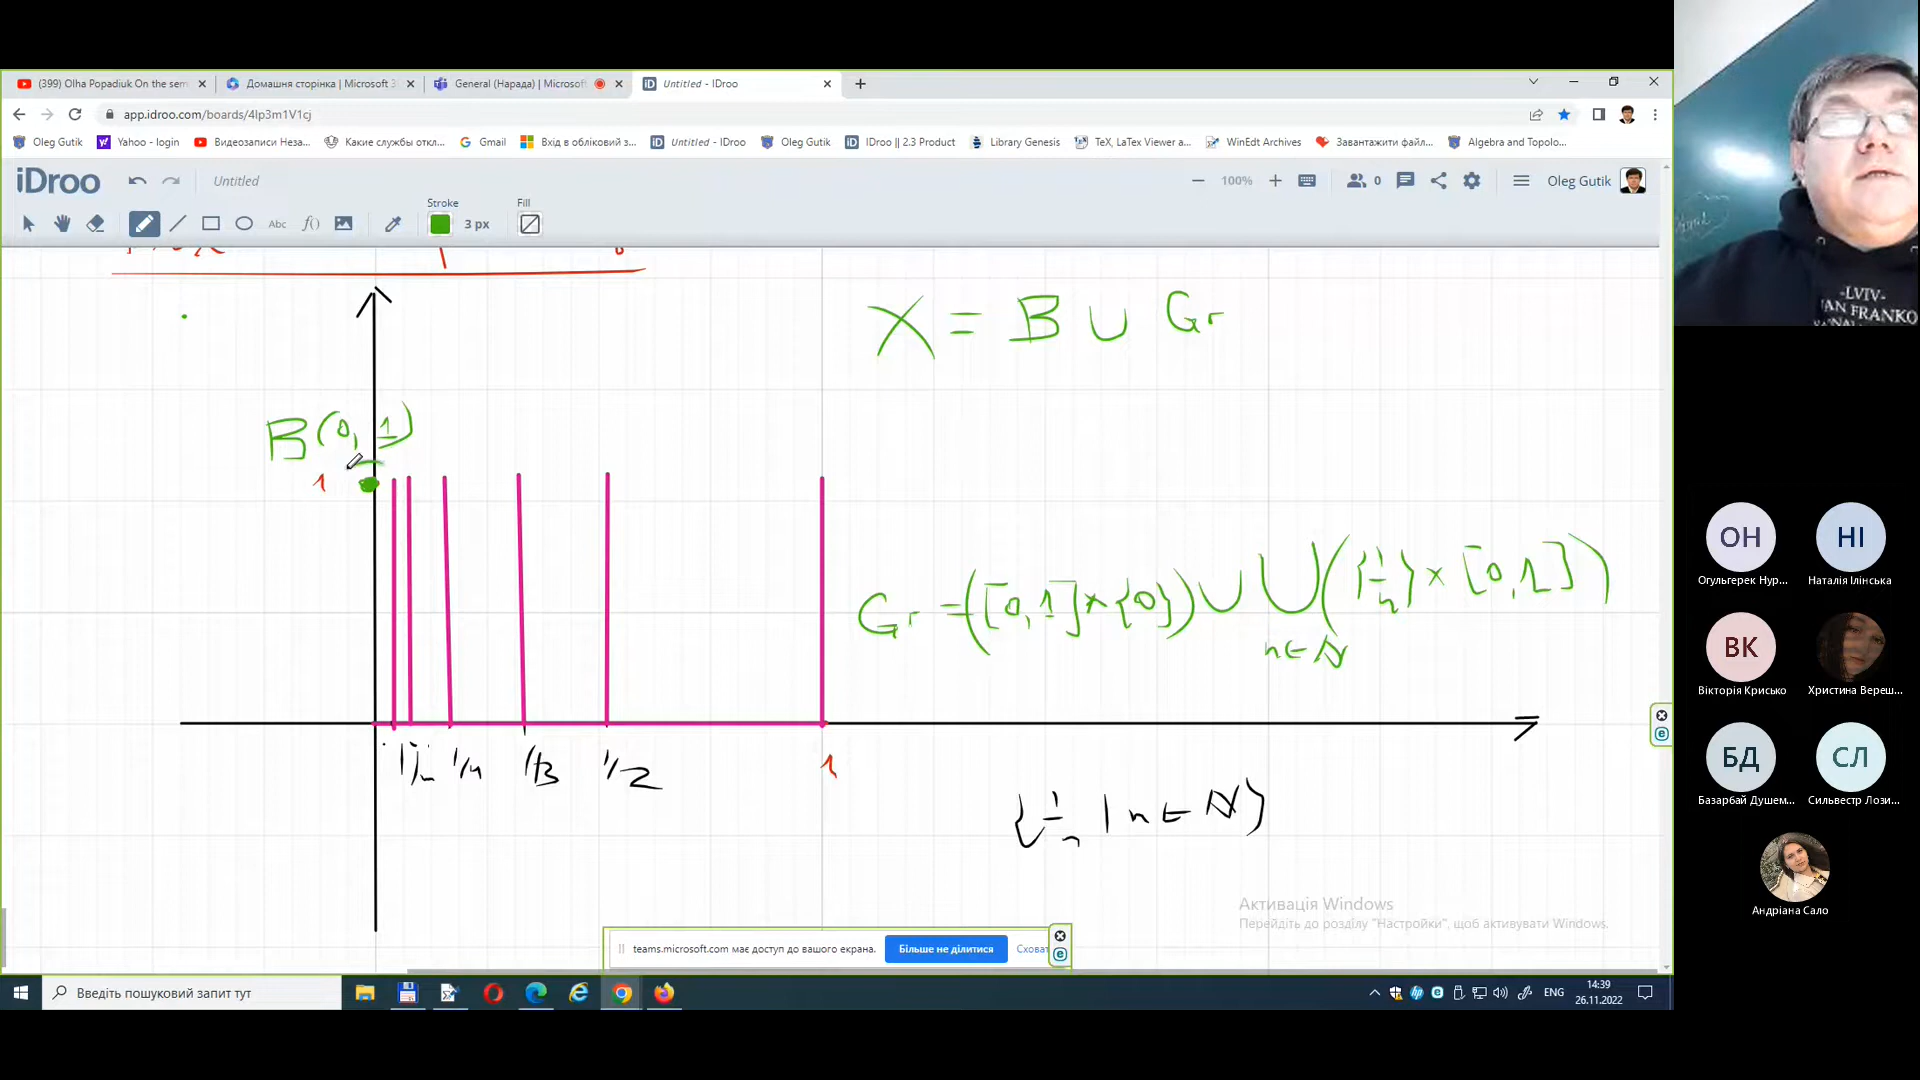 (399) Olha Popadiuk On the sem
Домашня сторінка | Microsoft 3
General (Нарада) | Microsoft
Untitled - IDroo
app.idroo.com/boards/4lp3m1V1cj
Oleg Gutik
Yahoo - login
Видеозаписи Неза...
Какие службы откл...
Gmail
Вхід в обліковий з...
Untitled - IDroo
Oleg Gutik
IDroo || 2.3 Product
Library Genesis
TeX, LaTex Viewer a...
WinEdt Archives
Завантажити файл...
Algebra and Topolo...
iDroo
Untitled
100%
0
Oleg Gutik
Stroke
Fill
Abc
f()
3 px
X = B ∪ Gr
B(0, 1)
1
Gr = ([0,1]×{0}) ∪ ⋃ ({1/n} × [0,1])
n∈ℕ
1/n 1/4 1/3 1/2 1
{1/n | n ∈ ℕ}
Активація Windows
Перейдіть до розділу "Настройки", щоб активувати Windows.
teams.microsoft.com має доступ до вашого екрана.
Більше не ділитися
Сховат
Введіть пошуковий запит тут
ENG
14:39
26.11.2022
-LVIV-
AN FRANKO
ОН
Огульгерек Нур...
НІ
Наталія Ілінська
ВК
Вікторія Крисько
Христина Вереш...
БД
Базарбай Душем...
СЛ
Сильвестр Лози...
Андріана Сало